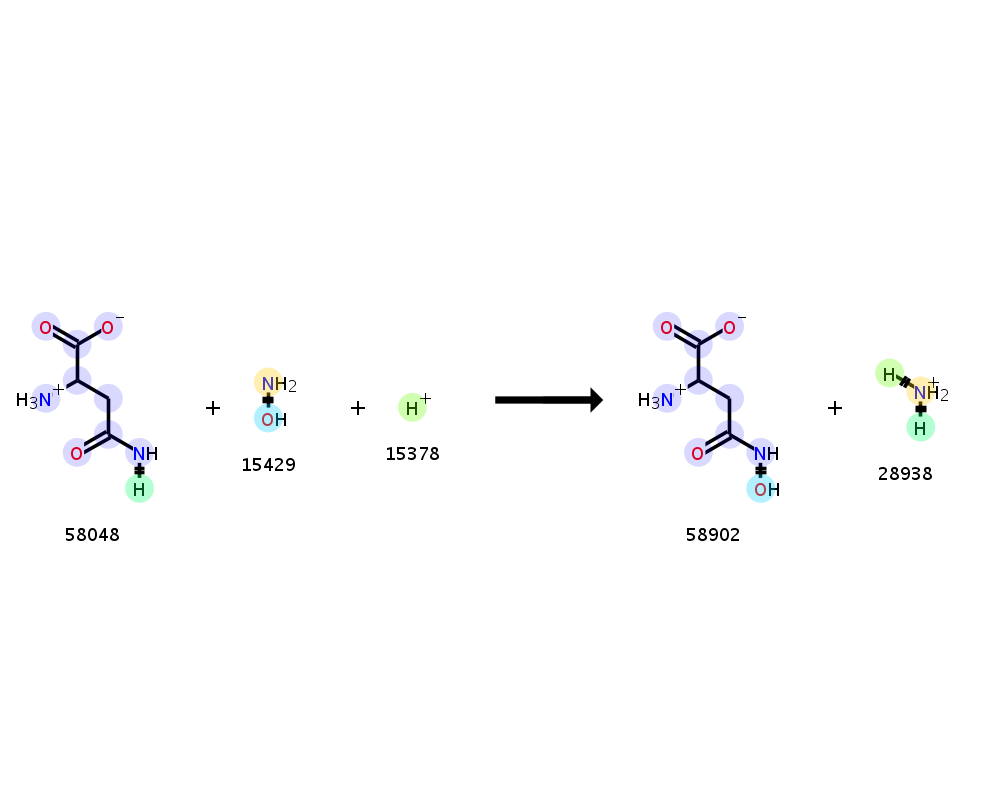 O O−
H3N+
O NH
H
58048
+
NH2
OH
15429
+
H+
15378
O O−
H3N+
O NH
OH
58902
+
H NH2+
H
28938